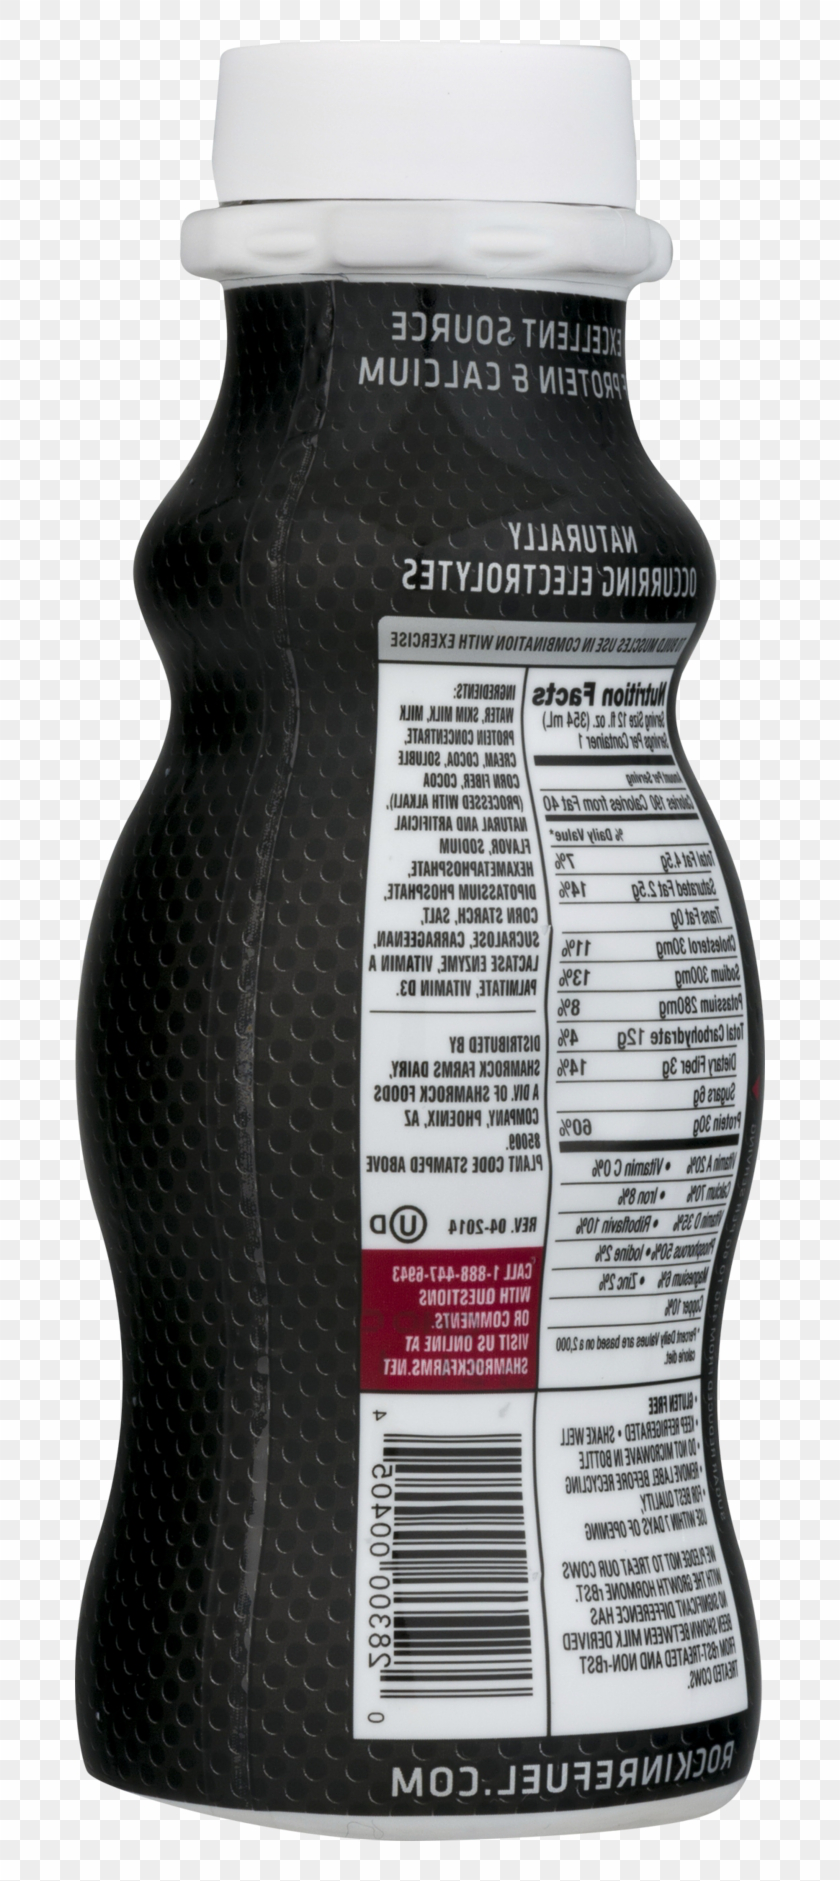 EXCELLENT SOURCE
PROTEIN & CALCIUM
NATURALLY
OCCURRING ELECTROLYTES
TO BUILD MUSCLES USE IN COMBINATION WITH EXERCISE
Nutrition Facts
Serving Size 12 fl. oz. (354 mL)
Servings Per Container 1
Amount Per Serving
Calories 190 Calories from Fat 40
% Daily Value*
Total Fat 4.5g 7%
Saturated Fat 2.5g 14%
Trans Fat 0g
Cholesterol 30mg 11%
Sodium 300mg 13%
Potassium 280mg 8%
Total Carbohydrate 12g 4%
Dietary Fiber 3g 14%
Sugars 6g
Protein 30g 60%
Vitamin A 20% • Vitamin C 0%
Calcium 70% • Iron 8%
Vitamin D 35% • Riboflavin 10%
Phosphorous 50% • Iodine 2%
Magnesium 6% • Zinc 2%
Copper 10%
* Percent Daily Values are based on a 2,000
calorie diet.
• GLUTEN FREE
• KEEP REFRIGERATED • SHAKE WELL
• DO NOT MICROWAVE IN BOTTLE
• REMOVE LABEL BEFORE RECYCLING
• FOR BEST QUALITY,
USE WITHIN 7 DAYS OF OPENING
WE PLEDGE NOT TO TREAT OUR COWS
WITH THE GROWTH HORMONE rBST.
NO SIGNIFICANT DIFFERENCE HAS
BEEN SHOWN BETWEEN MILK DERIVED
FROM rBST-TREATED AND NON-rBST
TREATED COWS.
INGREDIENTS:
WATER, SKIM MILK, MILK
PROTEIN CONCENTRATE,
CREAM, COCOA, SOLUBLE
CORN FIBER, COCOA
(PROCESSED WITH ALKALI),
NATURAL AND ARTIFICIAL
FLAVOR, SODIUM
HEXAMETAPHOSPHATE,
DIPOTASSIUM PHOSPHATE,
CORN STARCH, SALT,
SUCRALOSE, CARRAGEENAN,
LACTASE ENZYME, VITAMIN A
PALMITATE, VITAMIN D3.
DISTRIBUTED BY
SHAMROCK FARMS DAIRY,
A DIV. OF SHAMROCK FOODS
COMPANY, PHOENIX, AZ
85009.
PLANT CODE STAMPED ABOVE
REV. 04-2014 U D
CALL 1-888-447-6943
WITH QUESTIONS
OR COMMENTS.
VISIT US ONLINE AT
SHAMROCKFARMS.NET
0 28300 00405 4
ROCKINREFUEL.COM